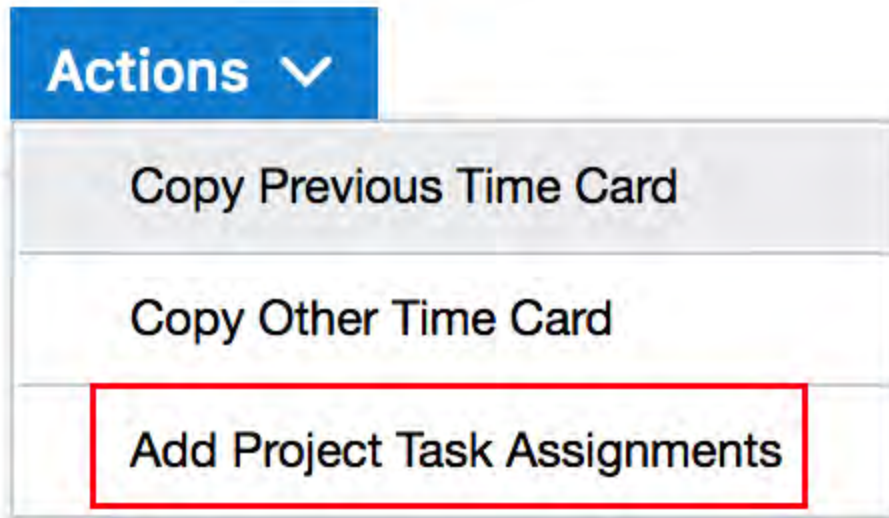 Actions
Copy Previous Time Card
Copy Other Time Card
Add Project Task Assignments